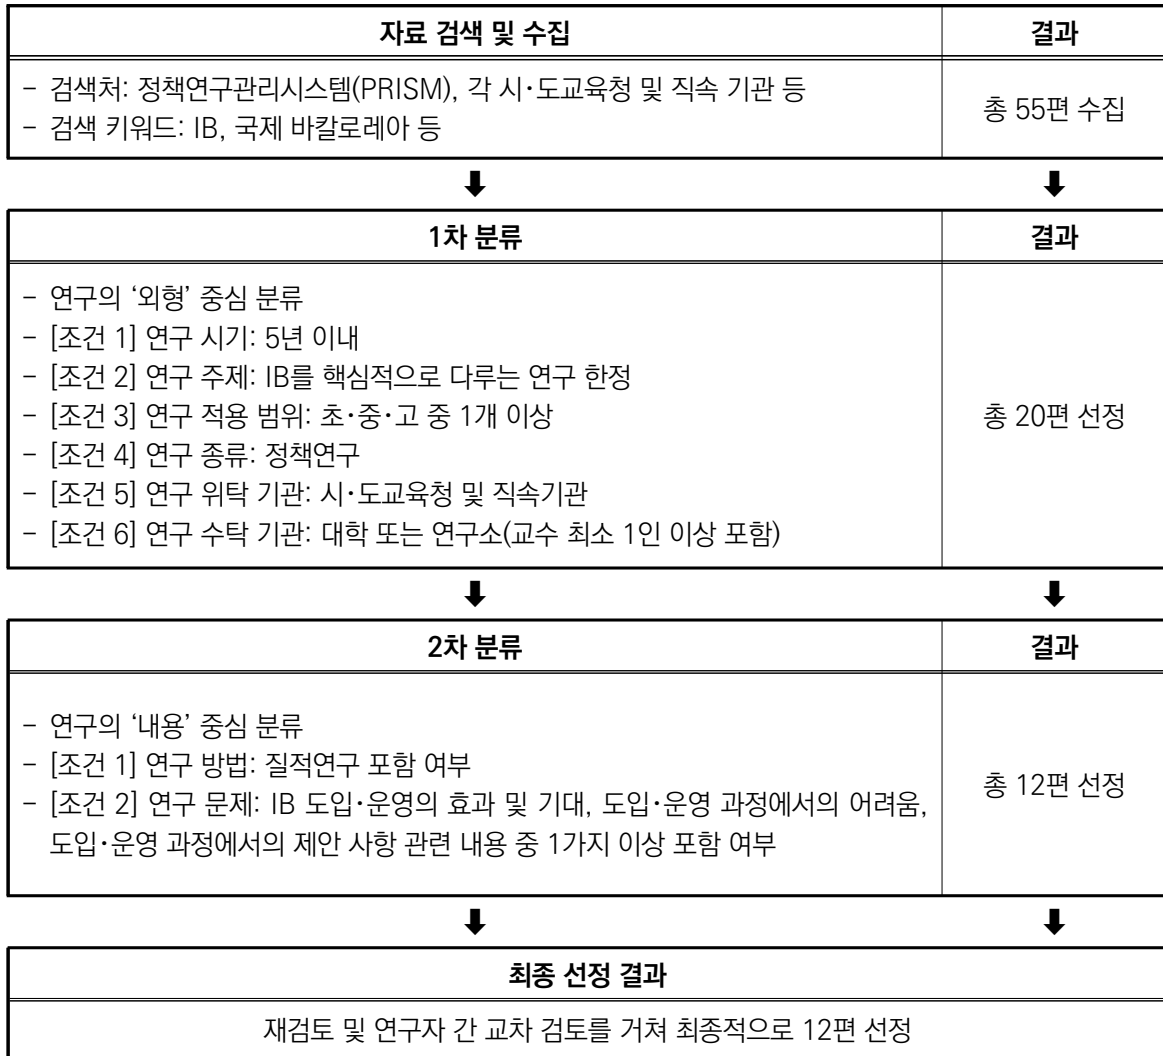 자료 검색 및 수집
결과
- 검색처: 정책연구관리시스템(PRISM), 각 시·도교육청 및 직속 기관 등
- 검색 키워드: IB, 국제 바칼로레아 등
총 55편 수집
⬇ ⬇
1차 분류
결과
- 연구의 ‘외형’ 중심 분류
- [조건 1] 연구 시기: 5년 이내
- [조건 2] 연구 주제: IB를 핵심적으로 다루는 연구 한정
- [조건 3] 연구 적용 범위: 초·중·고 중 1개 이상
- [조건 4] 연구 종류: 정책연구
- [조건 5] 연구 위탁 기관: 시·도교육청 및 직속기관
- [조건 6] 연구 수탁 기관: 대학 또는 연구소(교수 최소 1인 이상 포함)
총 20편 선정
⬇ ⬇
2차 분류
결과
- 연구의 ‘내용’ 중심 분류
- [조건 1] 연구 방법: 질적연구 포함 여부
- [조건 2] 연구 문제: IB 도입·운영의 효과 및 기대, 도입·운영 과정에서의 어려움,
도입·운영 과정에서의 제안 사항 관련 내용 중 1가지 이상 포함 여부
총 12편 선정
⬇ ⬇
최종 선정 결과
재검토 및 연구자 간 교차 검토를 거쳐 최종적으로 12편 선정